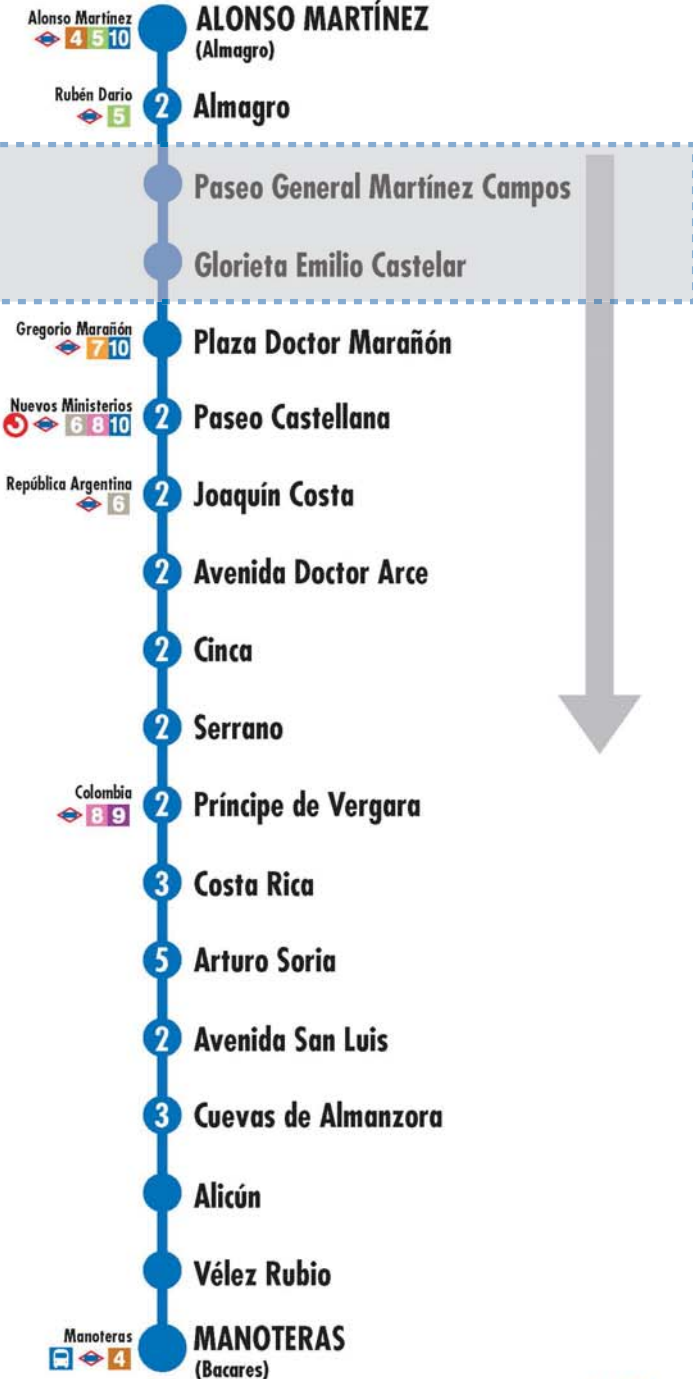 Alonso Martínez
4 5 10
ALONSO MARTÍNEZ
(Almagro)
Rubén Dario
5
2 Almagro
Paseo General Martínez Campos
Glorieta Emilio Castelar
Gregorio Marañón
7 10
Plaza Doctor Marañón
Nuevos Ministerios
6 8 10
2 Paseo Castellana
República Argentina
6
2 Joaquín Costa
2 Avenida Doctor Arce
2 Cinca
2 Serrano
Colombia
8 9
2 Príncipe de Vergara
3 Costa Rica
5 Arturo Soria
2 Avenida San Luis
3 Cuevas de Almanzora
Alicún
Vélez Rubio
Manoteras
4
MANOTERAS
(Bacares)